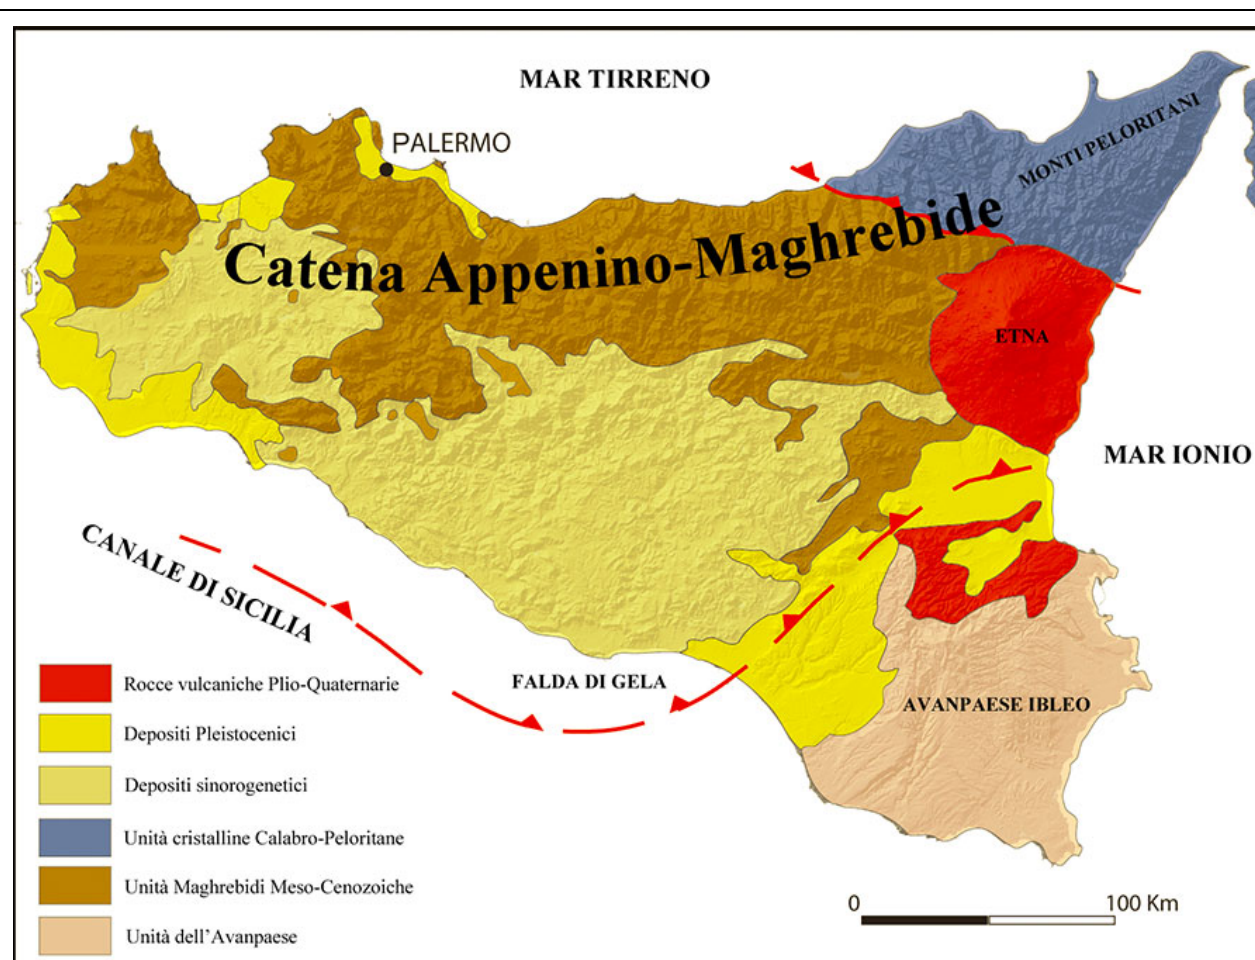 MAR TIRRENO
PALERMO
MONTI PELORITANI
Catena Appenino-Maghrebide
ETNA
MAR IONIO
CANALE DI SICILIA
FALDA DI GELA
AVANPAESE IBLEO
Rocce vulcaniche Plio-Quaternarie
Depositi Pleistocenici
Depositi sinorogenetici
Unità cristalline Calabro-Peloritane
Unità Maghrebidi Meso-Cenozoiche
Unità dell'Avanpaese
0 100 Km